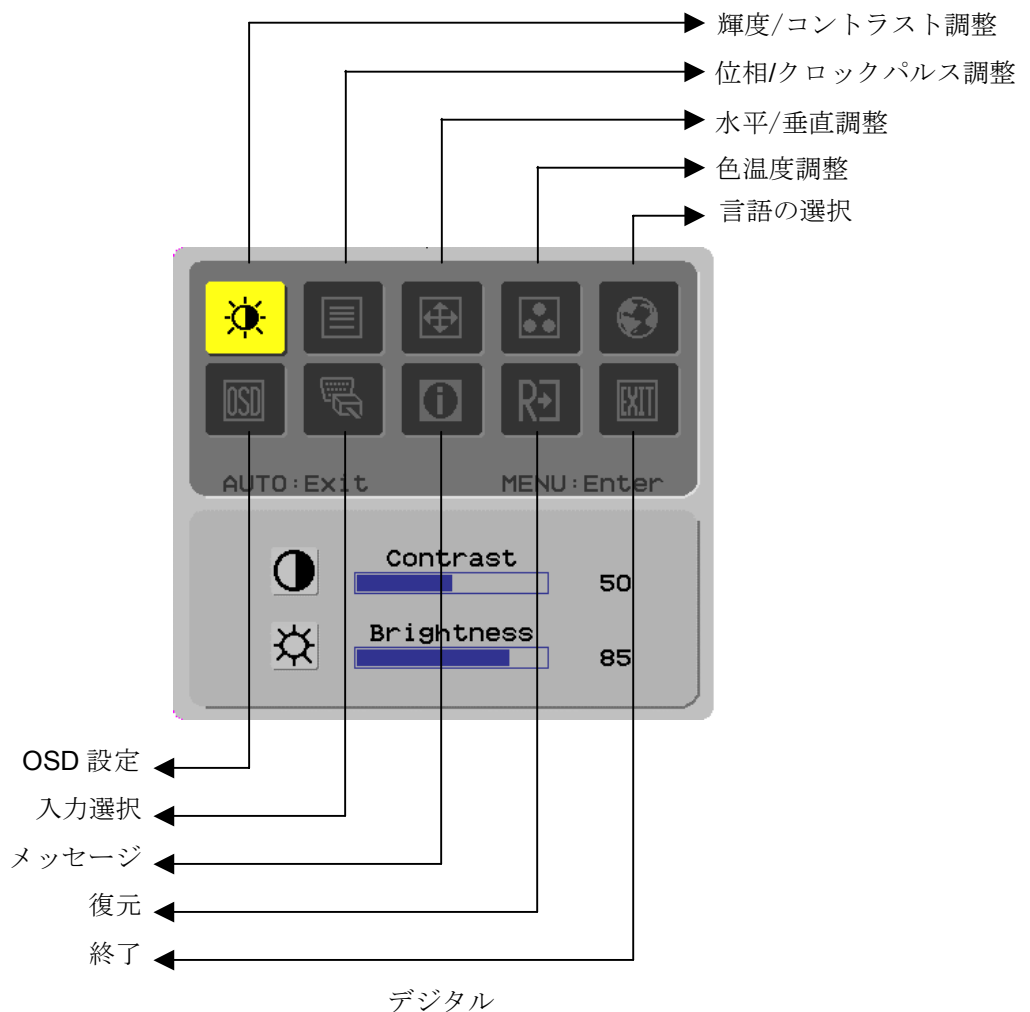 輝度/コントラスト調整
位相/クロックパルス調整
水平/垂直調整
色温度調整
言語の選択
OSD
R
EXIT
AUTO:Exit MENU:Enter
Contrast
50
Brightness
85
OSD 設定
入力選択
メッセージ
復元
終了
デジタル